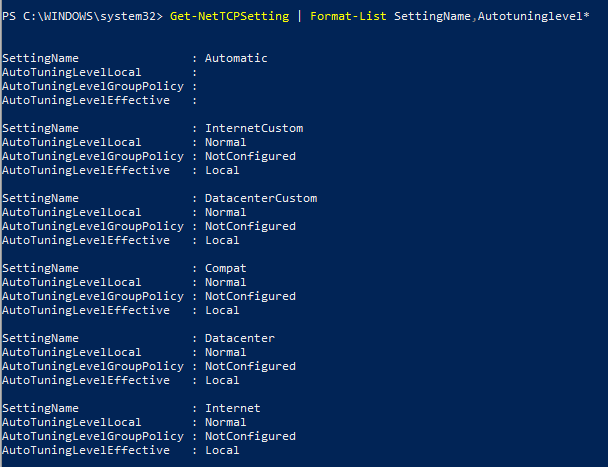 PS C:\WINDOWS\system32> Get-NetTCPSetting | Format-List SettingName,Autotuninglevel*
SettingName                : Automatic
AutoTuningLevelLocal       :
AutoTuningLevelGroupPolicy :
AutoTuningLevelEffective   :
SettingName                : InternetCustom
AutoTuningLevelLocal       : Normal
AutoTuningLevelGroupPolicy : NotConfigured
AutoTuningLevelEffective   : Local
SettingName                : DatacenterCustom
AutoTuningLevelLocal       : Normal
AutoTuningLevelGroupPolicy : NotConfigured
AutoTuningLevelEffective   : Local
SettingName                : Compat
AutoTuningLevelLocal       : Normal
AutoTuningLevelGroupPolicy : NotConfigured
AutoTuningLevelEffective   : Local
SettingName                : Datacenter
AutoTuningLevelLocal       : Normal
AutoTuningLevelGroupPolicy : NotConfigured
AutoTuningLevelEffective   : Local
SettingName                : Internet
AutoTuningLevelLocal       : Normal
AutoTuningLevelGroupPolicy : NotConfigured
AutoTuningLevelEffective   : Local